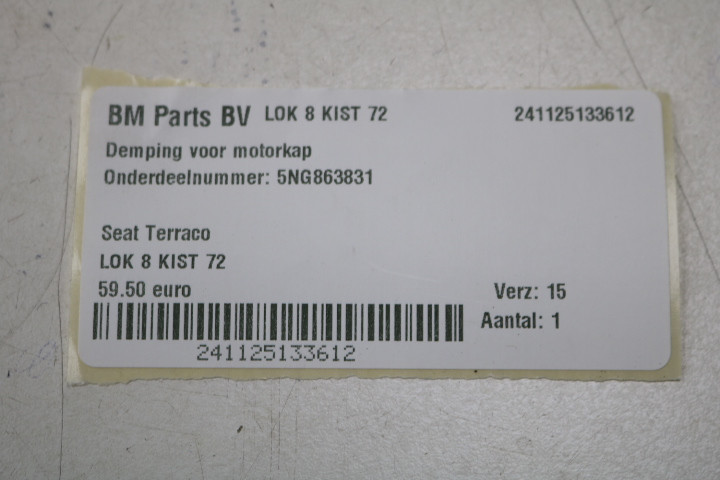 BM Parts BV LOK 8 KIST 72 241125133612
Demping voor motorkap
Onderdeelnummer: 5NG863831
Seat Terraco
LOK 8 KIST 72
59.50 euro Verz: 15
Aantal: 1
241125133612